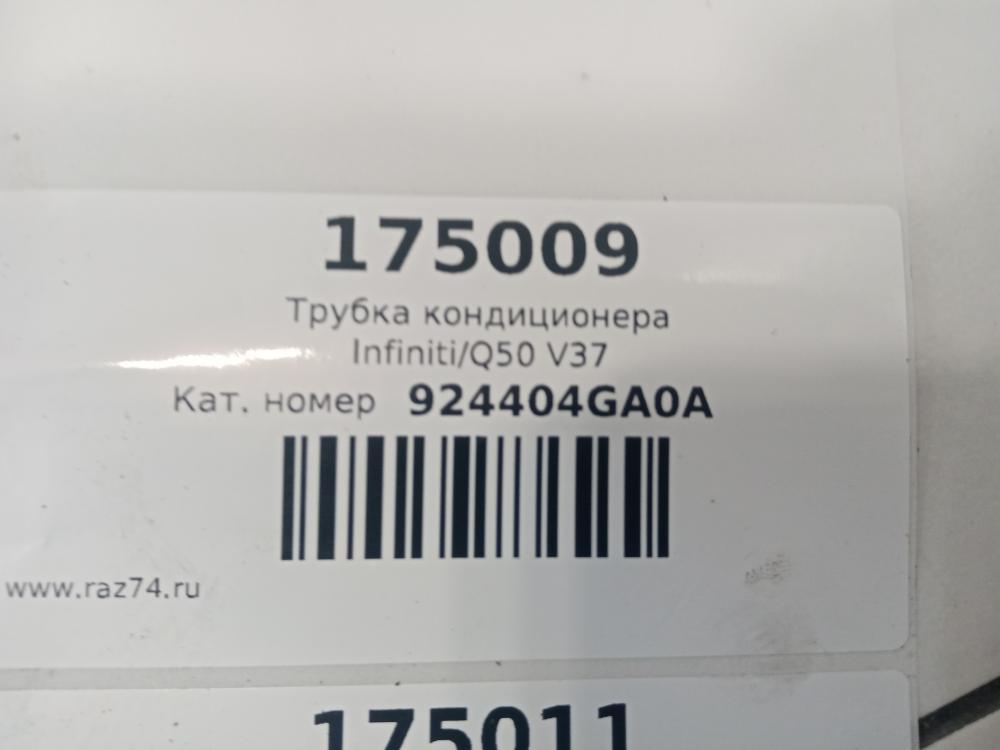 175009
Трубка кондиционера
Infiniti/Q50 V37
Кат. номер 924404GA0A
www.raz74.ru
175011